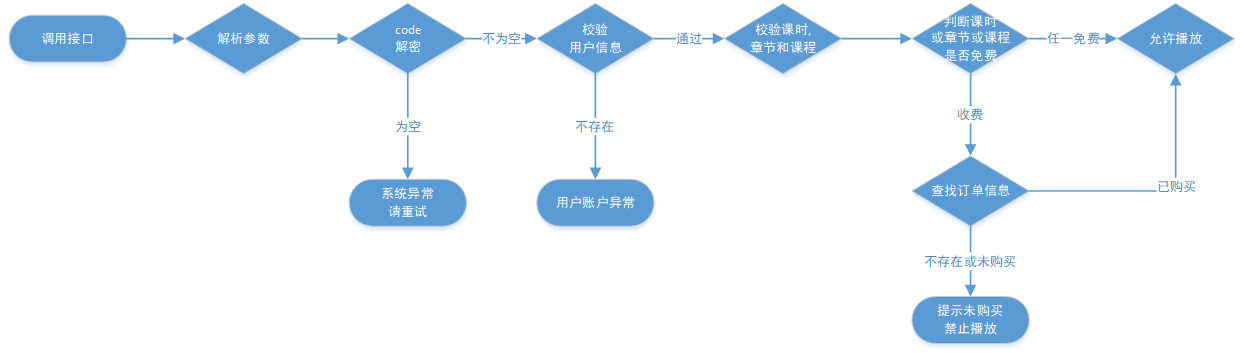 调用接口
解析参数
code
解密
不为空
校验
用户信息
通过
校验课时,
章节和课程
判断课时
或章节或课程
是否免费
任一免费
允许播放
为空
不存在
收费
系统异常
请重试
用户账户异常
查找订单信息
已购买
不存在或未购买
提示未购买
禁止播放